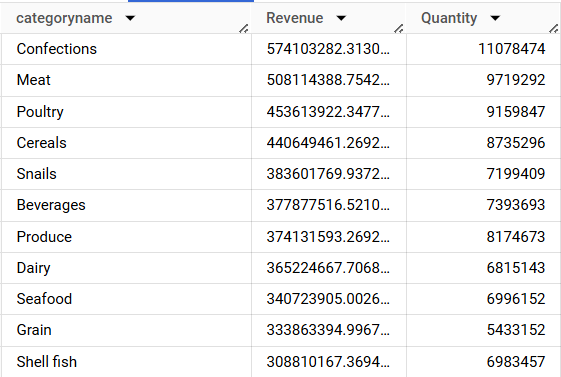 categoryname Revenue Quantity
Confections 574103282.3130... 11078474
Meat 508114388.7542... 9719292
Poultry 453613922.3477... 9159847
Cereals 440649461.2692... 8735296
Snails 383601769.9372... 7199409
Beverages 377877516.5210... 7393693
Produce 374131593.2692... 8174673
Dairy 365224667.7068... 6815143
Seafood 340723905.0026... 6996152
Grain 333863394.9967... 5433152
Shell fish 308810167.3694... 6983457